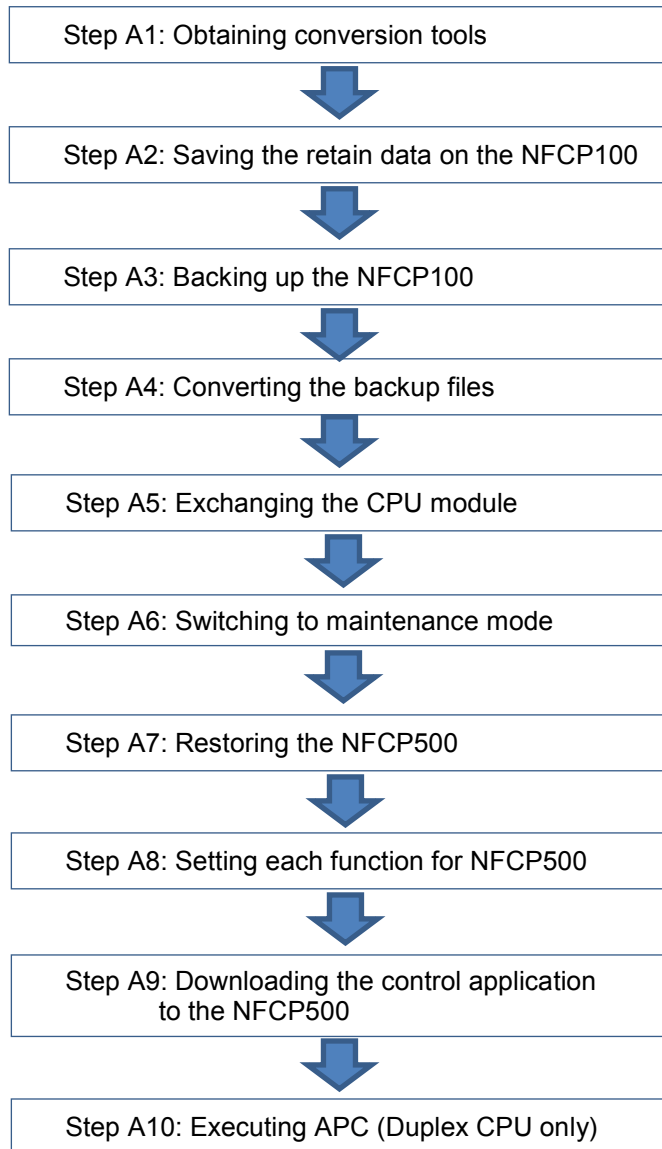 Step A1: Obtaining conversion tools
Step A2: Saving the retain data on the NFCP100
Step A3: Backing up the NFCP100
Step A4: Converting the backup files
Step A5: Exchanging the CPU module
Step A6: Switching to maintenance mode
Step A7: Restoring the NFCP500
Step A8: Setting each function for NFCP500
Step A9: Downloading the control application
to the NFCP500
Step A10: Executing APC (Duplex CPU only)